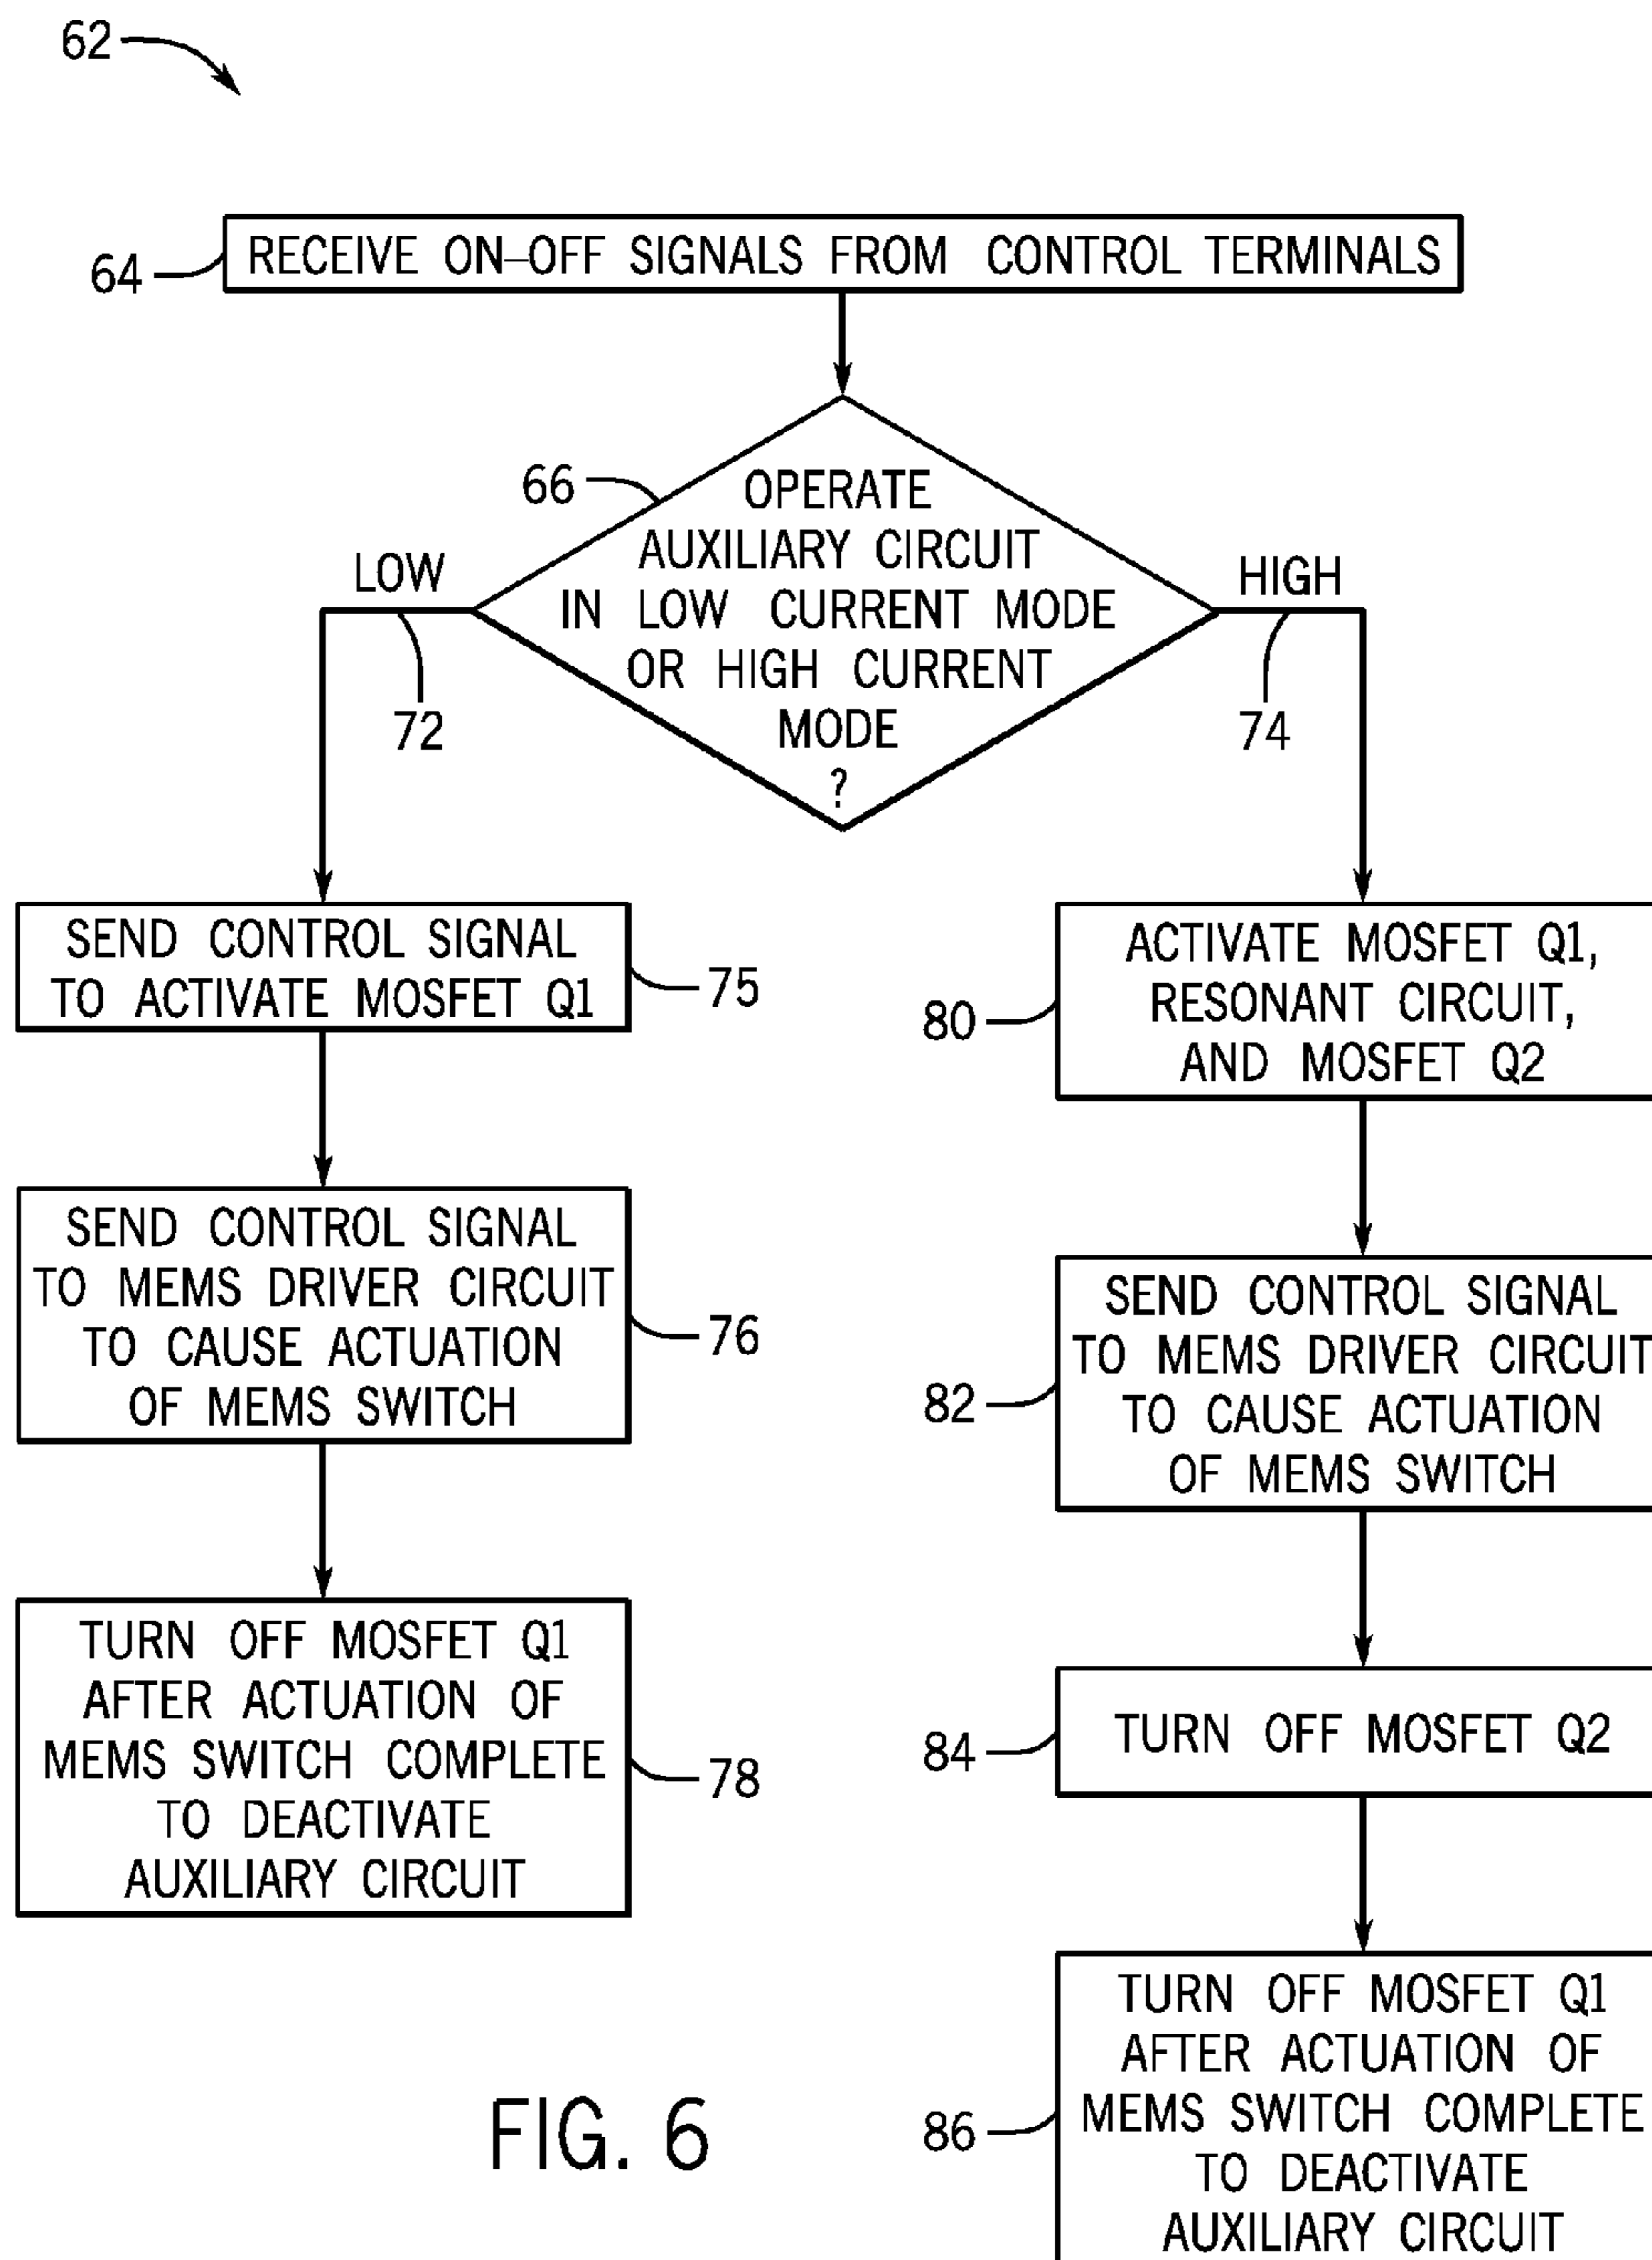 62
64
RECEIVE ON-OFF SIGNALS FROM CONTROL TERMINALS
66
OPERATE
AUXILIARY CIRCUIT
IN LOW CURRENT MODE
OR HIGH CURRENT
MODE
?
LOW
72
HIGH
74
SEND CONTROL SIGNAL
TO ACTIVATE MOSFET Q1
75
SEND CONTROL SIGNAL
TO MEMS DRIVER CIRCUIT
TO CAUSE ACTUATION
OF MEMS SWITCH
76
TURN OFF MOSFET Q1
AFTER ACTUATION OF
MEMS SWITCH COMPLETE
TO DEACTIVATE
AUXILIARY CIRCUIT
78
80
ACTIVATE MOSFET Q1,
RESONANT CIRCUIT,
AND MOSFET Q2
82
SEND CONTROL SIGNAL
TO MEMS DRIVER CIRCUIT
TO CAUSE ACTUATION
OF MEMS SWITCH
84
TURN OFF MOSFET Q2
86
TURN OFF MOSFET Q1
AFTER ACTUATION OF
MEMS SWITCH COMPLETE
TO DEACTIVATE
AUXILIARY CIRCUIT
FIG. 6